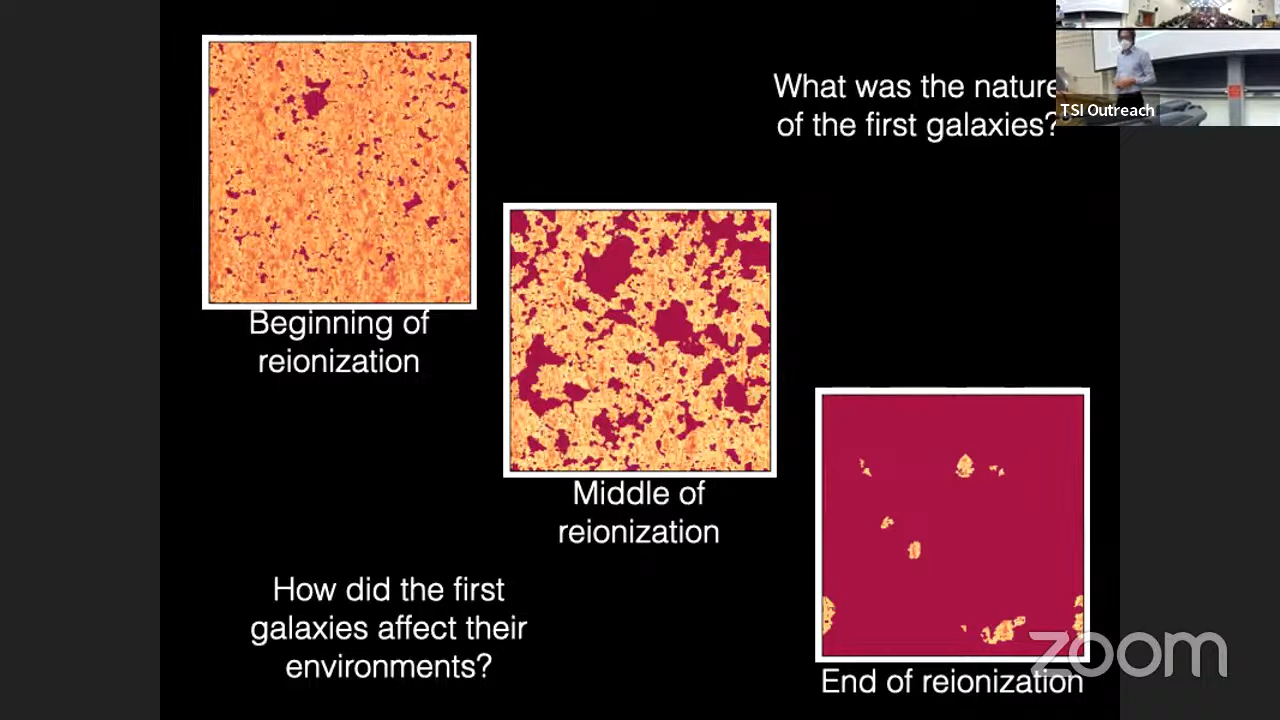 What was the nature
of the first galaxies?
TSI Outreach
Beginning of
reionization
Middle of
reionization
How did the first
galaxies affect their
environments?
zoom
End of reionization